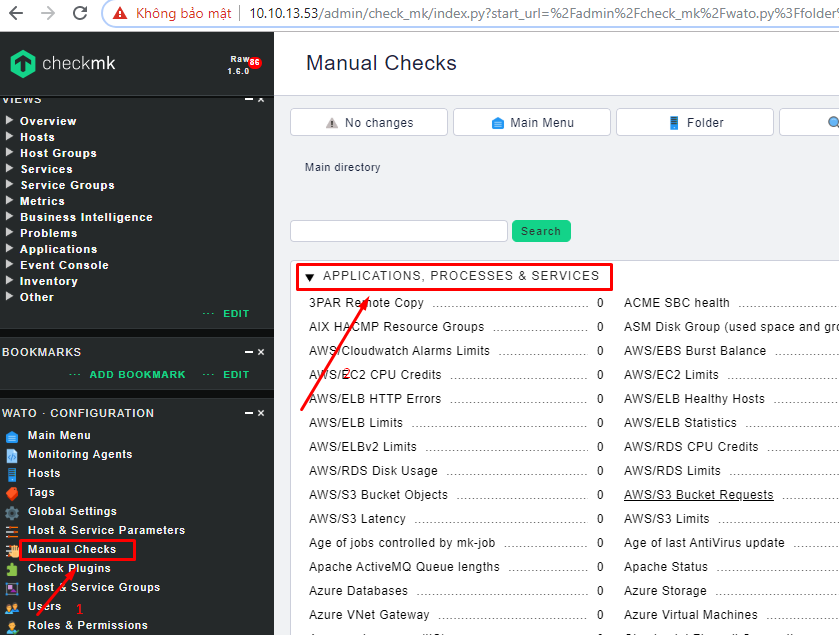 Không bảo mật
10.10.13.53/admin/check_mk/index.py?start_url=%2Fadmin%2Fcheck_mk%2Fwato.py%3Ffolder
checkmk
Raw
1.6.0
66
VIEWS
Overview
Hosts
Host Groups
Services
Service Groups
Metrics
Business Intelligence
Problems
Applications
Event Console
Inventory
Other
EDIT
BOOKMARKS
ADD BOOKMARK
EDIT
WATO · CONFIGURATION
Main Menu
Monitoring Agents
Hosts
Tags
Global Settings
Host & Service Parameters
Manual Checks
Check Plugins
Host & Service Groups
Users
1
Roles & Permissions
Manual Checks
No changes
Main Menu
Folder
Main directory
Search
APPLICATIONS, PROCESSES & SERVICES
3PAR Remote Copy 0 ACME SBC health
AIX HACMP Resource Groups 0 ASM Disk Group (used space and gro
AWS/Cloudwatch Alarms Limits 0 AWS/EBS Burst Balance
AWS/EC2 CPU Credits 0 AWS/EC2 Limits
2
AWS/ELB HTTP Errors 0 AWS/ELB Healthy Hosts
AWS/ELB Limits 0 AWS/ELB Statistics
AWS/ELBv2 Limits 0 AWS/RDS CPU Credits
AWS/RDS Disk Usage 0 AWS/RDS Limits
AWS/S3 Bucket Objects 0 AWS/S3 Bucket Requests
AWS/S3 Latency 0 AWS/S3 Limits
Age of jobs controlled by mk-job 0 Age of last AntiVirus update
Apache ActiveMQ Queue lengths 0 Apache Status
Azure Databases 0 Azure Storage
Azure VNet Gateway 0 Azure Virtual Machines